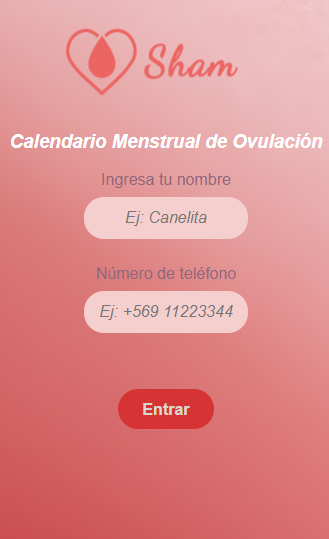 Sham
Calendario Menstrual de Ovulación
Ingresa tu nombre
Ej: Canelita
Número de teléfono
Ej: +569 11223344
Entrar